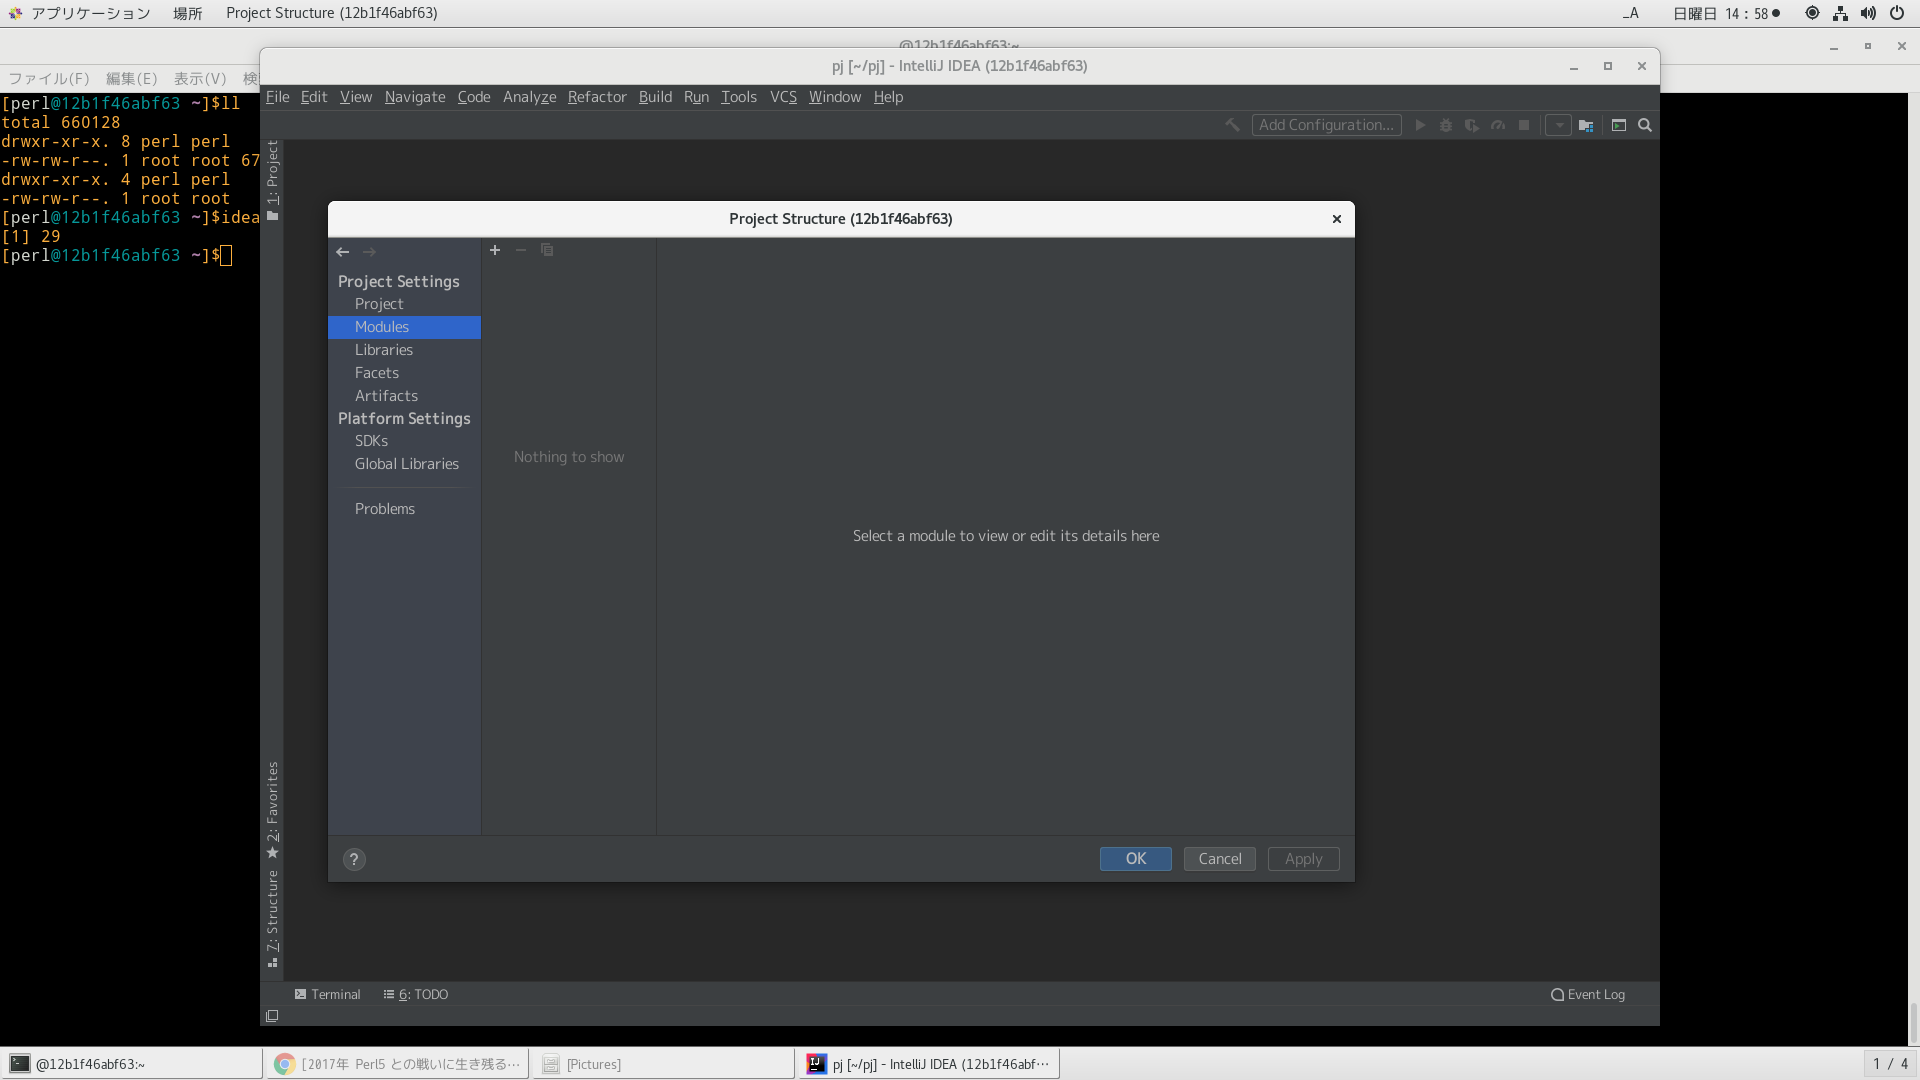 アプリケーション 場所 Project Structure (12b1f46abf63) _A 日曜日 14：58●
@12b1f46abf63:~
ファイル(F) 編集(E) 表示(V) 検
pj [~/pj] - IntelliJ IDEA (12b1f46abf63)
File Edit View Navigate Code Analyze Refactor Build Run Tools VCS Window Help
Add Configuration...
[perl@12b1f46abf63 ~]$ll
total 660128
drwxr-xr-x. 8 perl perl
-rw-rw-r--. 1 root root 67
drwxr-xr-x. 4 perl perl
-rw-rw-r--. 1 root root
[perl@12b1f46abf63 ~]$idea
[1] 29
[perl@12b1f46abf63 ~]$
1: Project
Project Structure (12b1f46abf63)
Project Settings
Project
Modules
Libraries
Facets
Artifacts
Platform Settings
SDKs
Global Libraries
Problems
Nothing to show
Select a module to view or edit its details here
?
OK Cancel Apply
2: Favorites
7: Structure
Terminal 6: TODO Event Log
@12b1f46abf63:~ [2017年 Perl5 との戦いに生き残る… [Pictures] pj [~/pj] - IntelliJ IDEA (12b1f46abf… 1 / 4